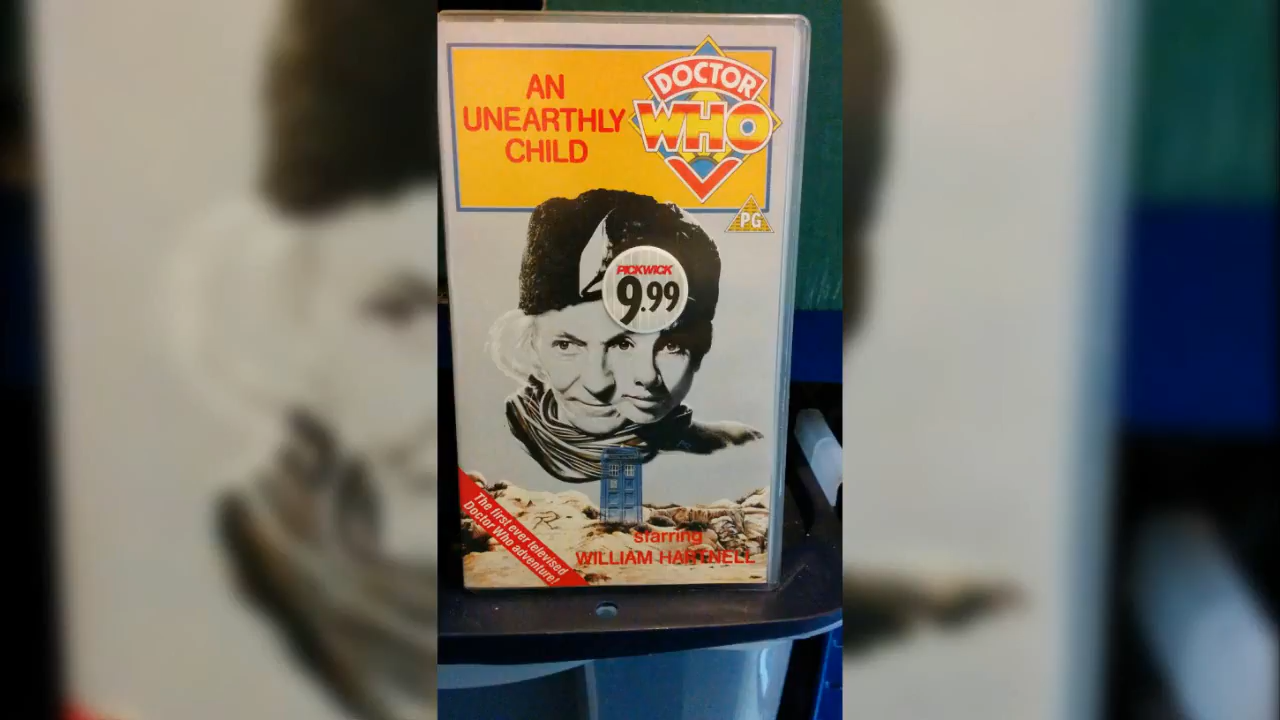 AN
UNEARTHLY
CHILD
DOCTOR
WHO
PG
PICKWICK
9.99
The first ever televised
Doctor Who adventure!
starring
WILLIAM HARTNELL